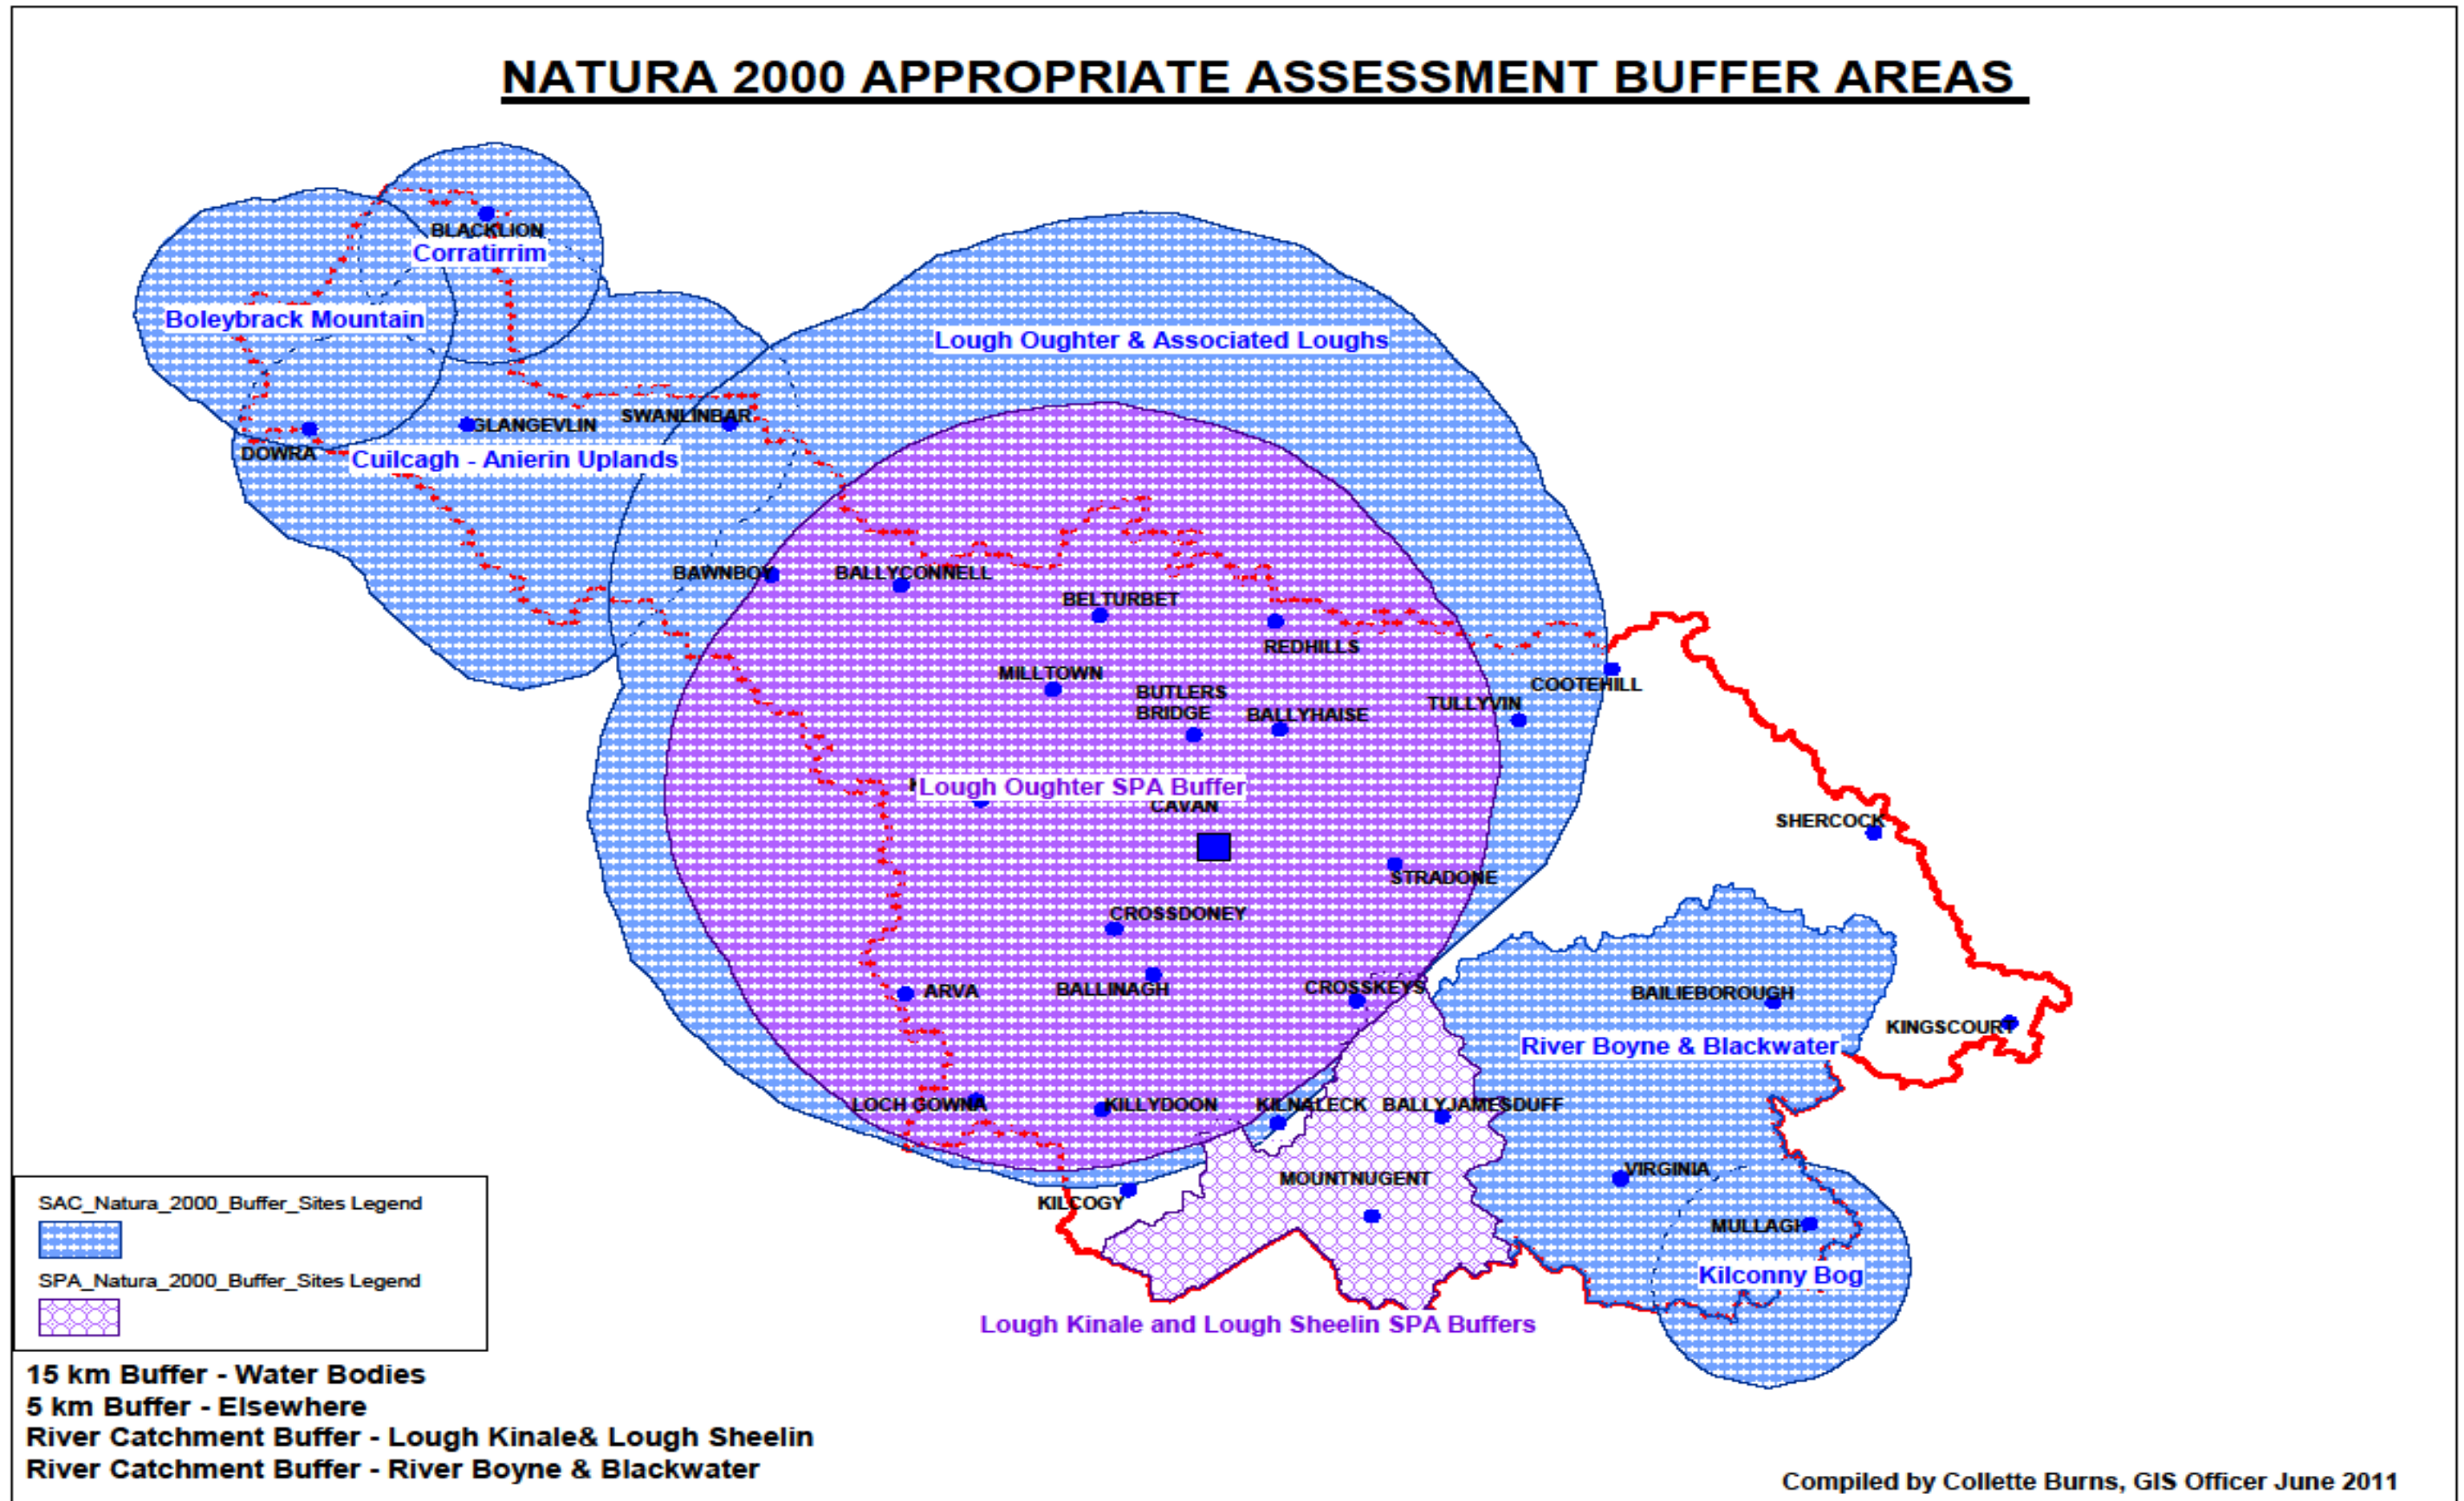 NATURA 2000 APPROPRIATE ASSESSMENT BUFFER AREAS
BLACKLION
Corratirrim
Boleybrack Mountain
Lough Oughter & Associated Loughs
SWANLINBAR
GLANGEVLIN
DOWRA
Cuilcagh - Anierin Uplands
BAWNBOY
BALLYCONNELL
BELTURBET
REDHILLS
MILLTOWN
COOTEHILL
BUTLERS
BRIDGE
BALLYHAISE
TULLYVIN
Lough Oughter SPA Buffer
CAVAN
SHERCOCK
STRADONE
CROSSDONEY
ARVA
BALLINAGH
CROSSKEYS
BAILIEBOROUGH
KINGSCOURT
River Boyne & Blackwater
LOCH GOWNA
KILLYDOON
KILNALECK
BALLYJAMESDUFF
VIRGINIA
MOUNTNUGENT
KILCOGY
MULLAGH
Kilconny Bog
Lough Kinale and Lough Sheelin SPA Buffers
SAC_Natura_2000_Buffer_Sites Legend
SPA_Natura_2000_Buffer_Sites Legend
15 km Buffer - Water Bodies
5 km Buffer - Elsewhere
River Catchment Buffer - Lough Kinale& Lough Sheelin
River Catchment Buffer - River Boyne & Blackwater
Compiled by Collette Burns, GIS Officer June 2011